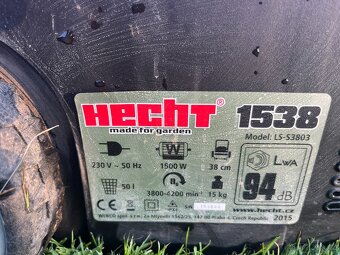 HECHT 1538
made for garden
Model: LS-S3803
230 V ~ 50 Hz
1500 W
38 cm
LWA
50 l
3800-4200 min-1
15 kg
94 dB
www.hecht.cz
2015